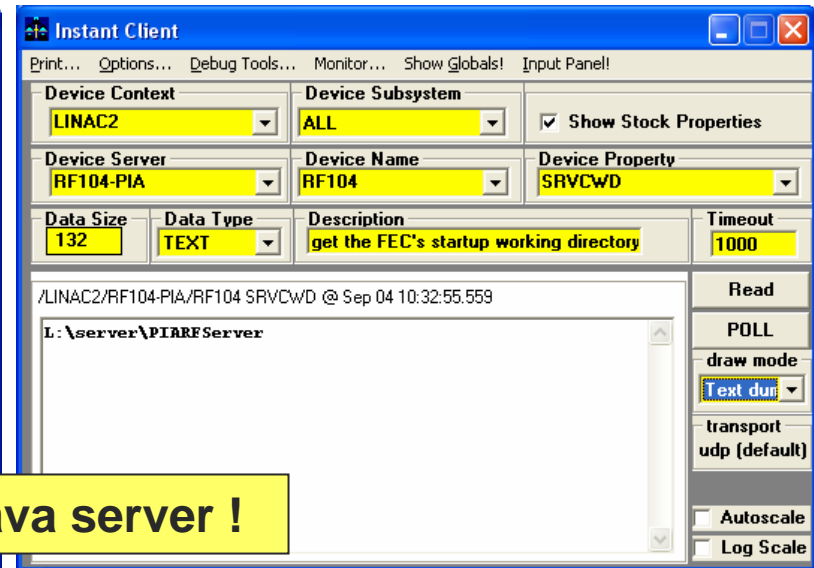 Instant Client
Print... Options... Debug Tools... Monitor... Show Globals! Input Panel!
Device Context Device Subsystem
LINAC2 ALL Show Stock Properties
Device Server Device Name Device Property
RF104-PIA RF104 SRVCWD
Data Size Data Type Description Timeout
132 TEXT get the FEC's startup working directory 1000
/LINAC2/RF104-PIA/RF104 SRVCWD @ Sep 04 10:32:55.559
Read
L:\server\PIARFServer
POLL
draw mode
Text dur
transport
udp (default)
ava server !
Autoscale
Log Scale